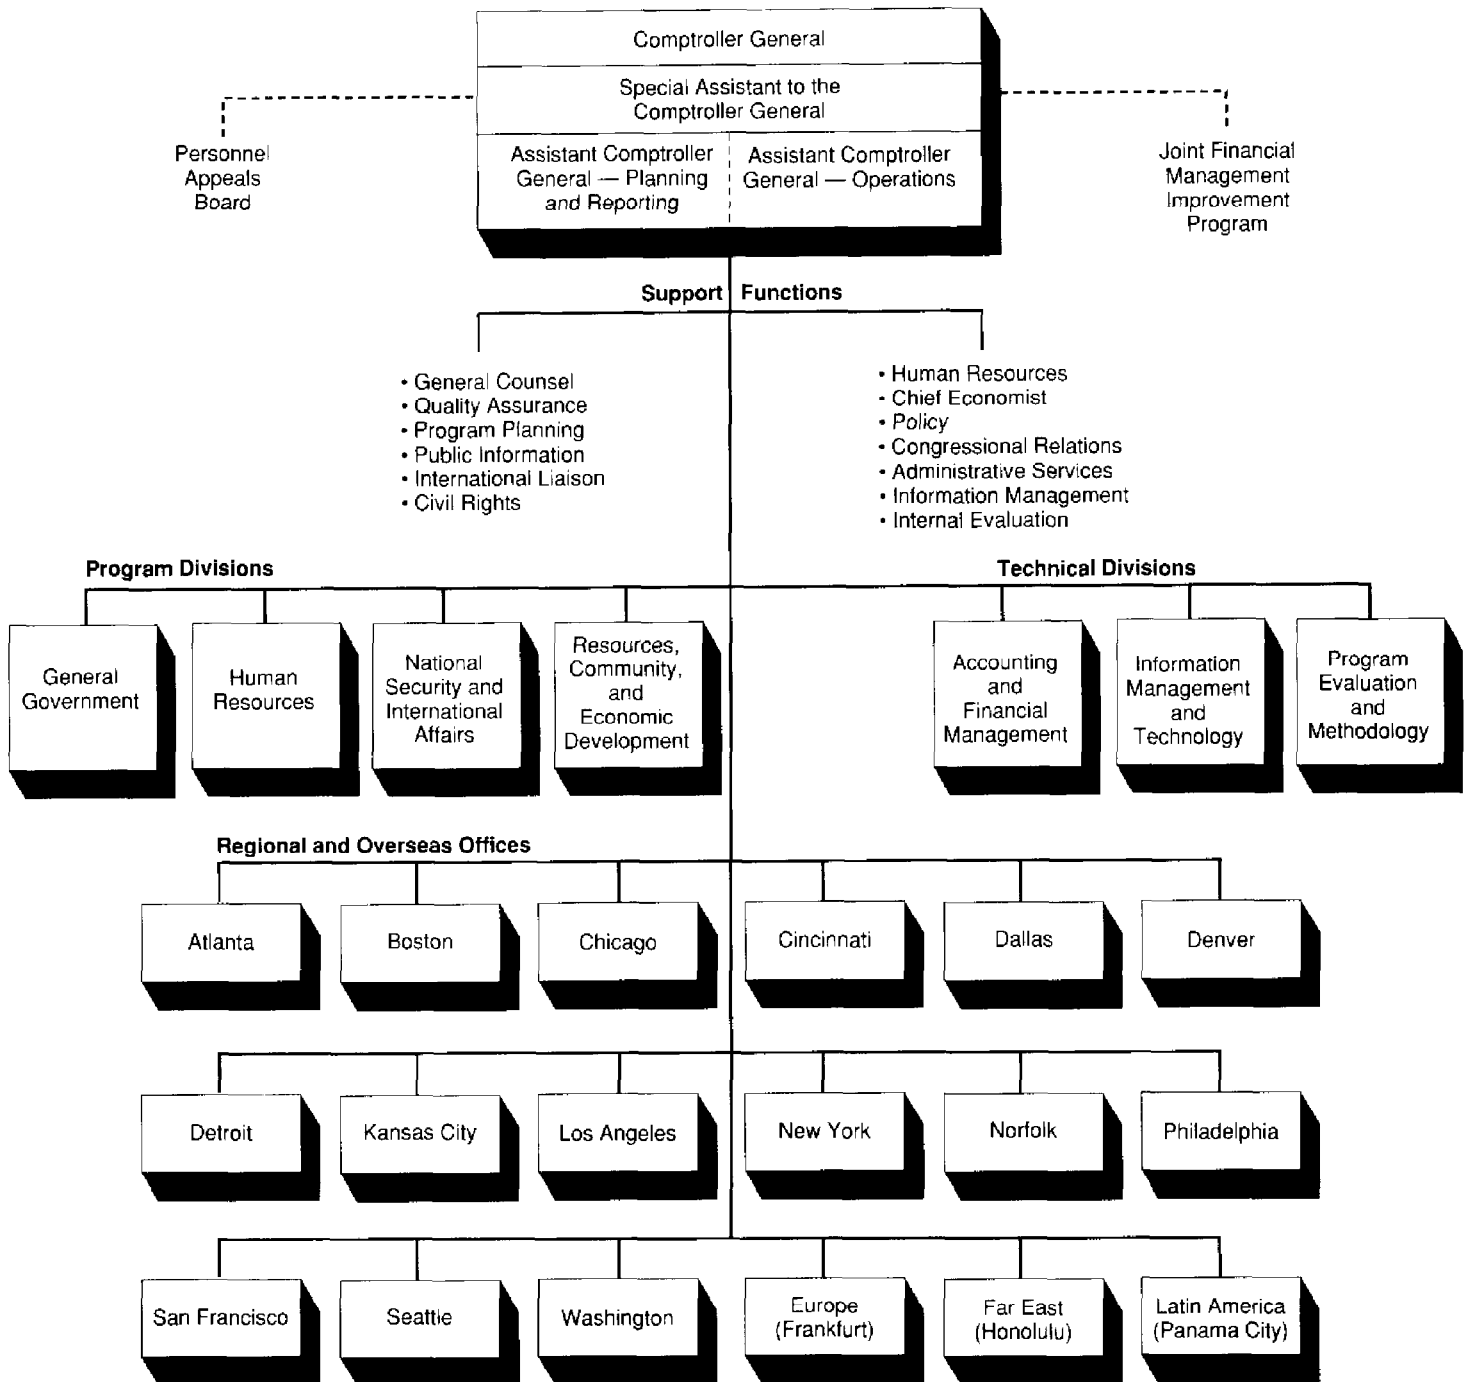 Comptroller General
Special Assistant to the
Comptroller General
Assistant Comptroller
General — Planning
and Reporting
Assistant Comptroller
General — Operations
Personnel
Appeals
Board
Joint Financial
Management
Improvement
Program
Support Functions
• General Counsel
• Quality Assurance
• Program Planning
• Public Information
• International Liaison
• Civil Rights
• Human Resources
• Chief Economist
• Policy
• Congressional Relations
• Administrative Services
• Information Management
• Internal Evaluation
Program Divisions
Technical Divisions
General
Government
Human
Resources
National
Security and
International
Affairs
Resources,
Community,
and
Economic
Development
Accounting
and
Financial
Management
Information
Management
and
Technology
Program
Evaluation
and
Methodology
Regional and Overseas Offices
Atlanta
Boston
Chicago
Cincinnati
Dallas
Denver
Detroit
Kansas City
Los Angeles
New York
Norfolk
Philadelphia
San Francisco
Seattle
Washington
Europe
(Frankfurt)
Far East
(Honolulu)
Latin America
(Panama City)